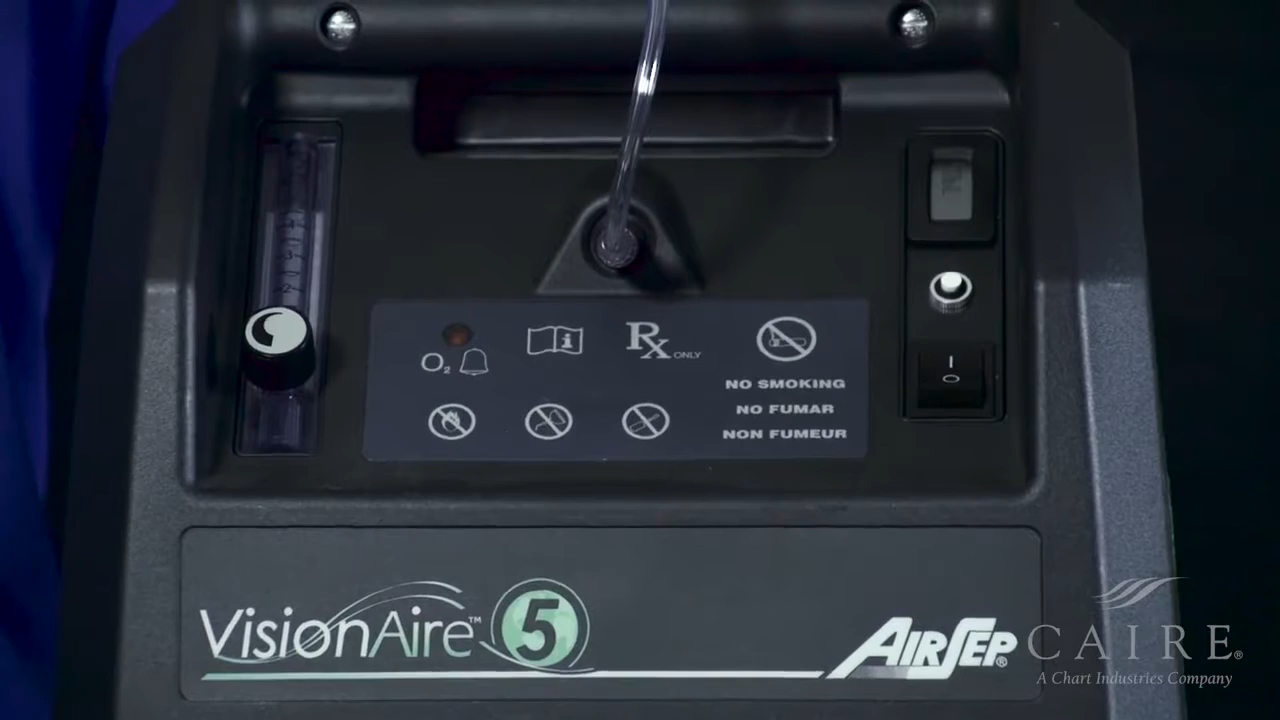 O₂
i
Rx ONLY
NO SMOKING
NO FUMAR
NON FUMEUR
VisionAire™ 5
AIRSEP®
CAIRE®
A Chart Industries Company